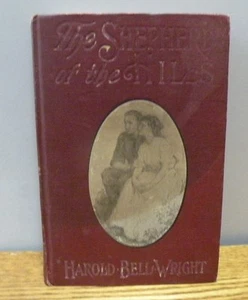 The SHEPHERD
of the HILLS
HAROLD · BELL · WRIGHT